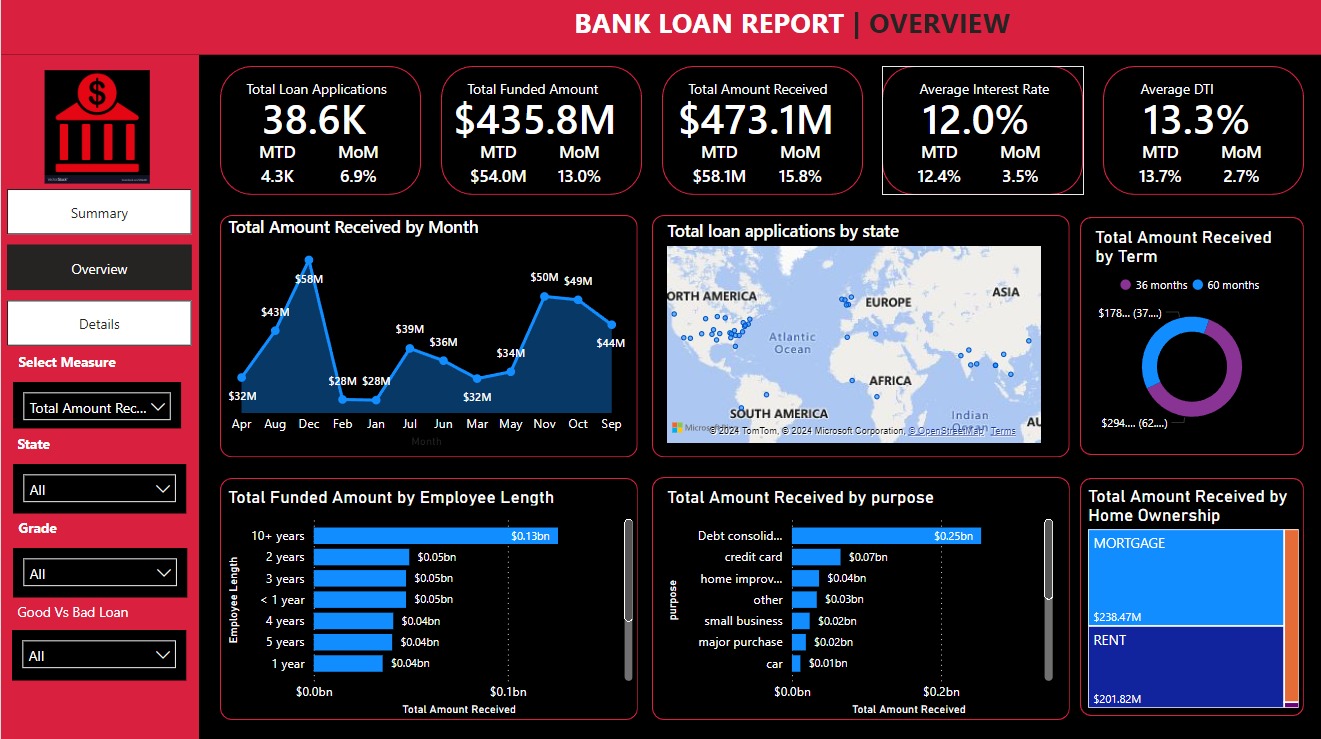 BANK LOAN REPORT | OVERVIEW
Summary
Overview
Details
Select Measure
Total Amount Rec...
State
All
Grade
All
Good Vs Bad Loan
All
Total Loan Applications
38.6K
MTD MoM
4.3K 6.9%
Total Funded Amount
$435.8M
MTD MoM
$54.0M 13.0%
Total Amount Received
$473.1M
MTD MoM
$58.1M 15.8%
Average Interest Rate
12.0%
MTD MoM
12.4% 3.5%
Average DTI
13.3%
MTD MoM
13.7% 2.7%
Total Amount Received by Month
$32M
$43M
$58M
$28M
$28M
$39M
$36M
$32M
$34M
$50M
$49M
$44M
Apr Aug Dec Feb Jan Jul Jun Mar May Nov Oct Sep
Month
Total loan applications by state
ORTH AMERICA
EUROPE
ASIA
Atlantic
Ocean
AFRICA
SOUTH AMERICA
Indian
Ocean
AU
© 2024 TomTom, © 2024 Microsoft Corporation, © OpenStreetMap Terms
Total Amount Received
by Term
36 months 60 months
$178... (37....)
$294.... (62....)
Total Funded Amount by Employee Length
Employee Length
10+ years $0.13bn
2 years $0.05bn
3 years $0.05bn
< 1 year $0.05bn
4 years $0.04bn
5 years $0.04bn
1 year $0.04bn
$0.0bn $0.1bn
Total Amount Received
Total Amount Received by purpose
purpose
Debt consolid... $0.25bn
credit card $0.07bn
home improv... $0.04bn
other $0.03bn
small business $0.02bn
major purchase $0.02bn
car $0.01bn
$0.0bn $0.2bn
Total Amount Received
Total Amount Received by
Home Ownership
MORTGAGE
$238.47M
RENT
$201.82M